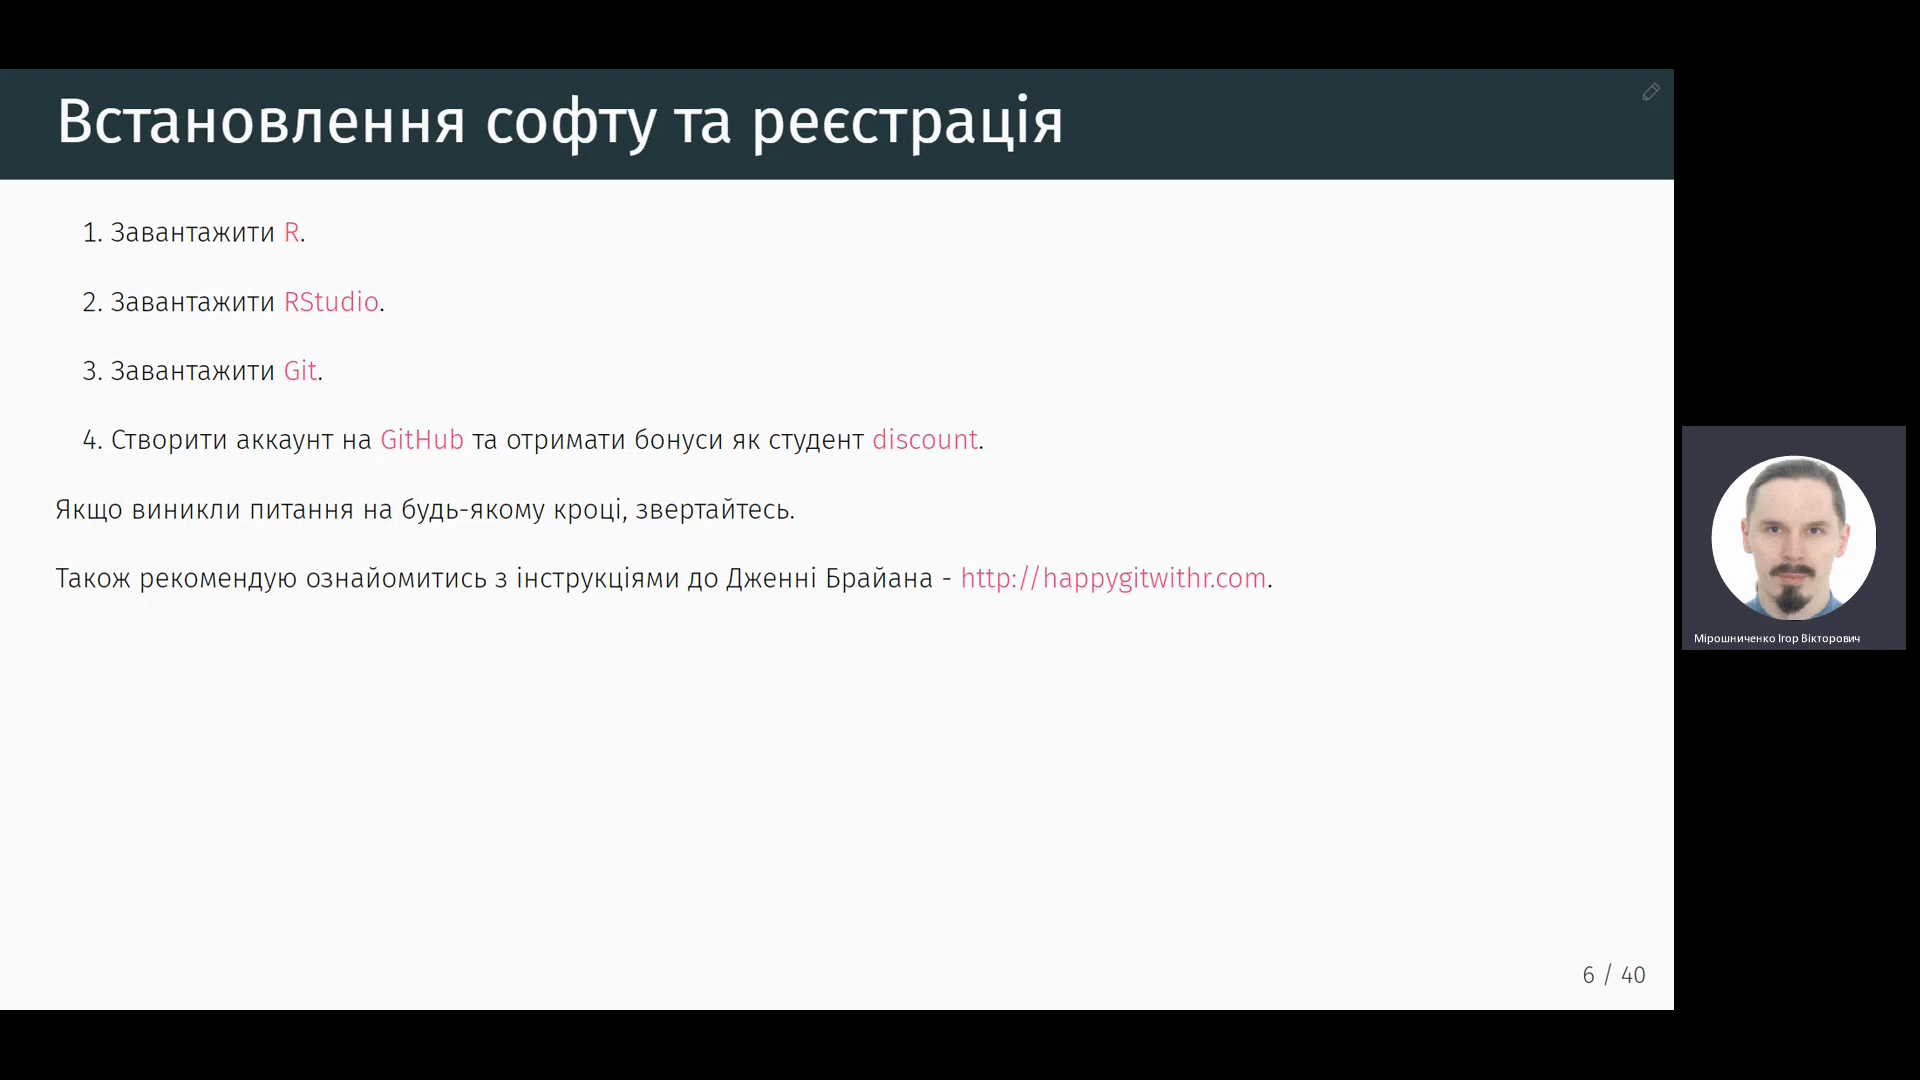 Встановлення софту та реєстрація
1. Завантажити R.
2. Завантажити RStudio.
3. Завантажити Git.
4. Створити аккаунт на GitHub та отримати бонуси як студент discount.
Якщо виникли питання на будь-якому кроці, звертайтесь.
Також рекомендую ознайомитись з інструкціями до Дженні Брайана - http://happygitwithr.com.
Мірошниченко Ігор Вікторович
6 / 40